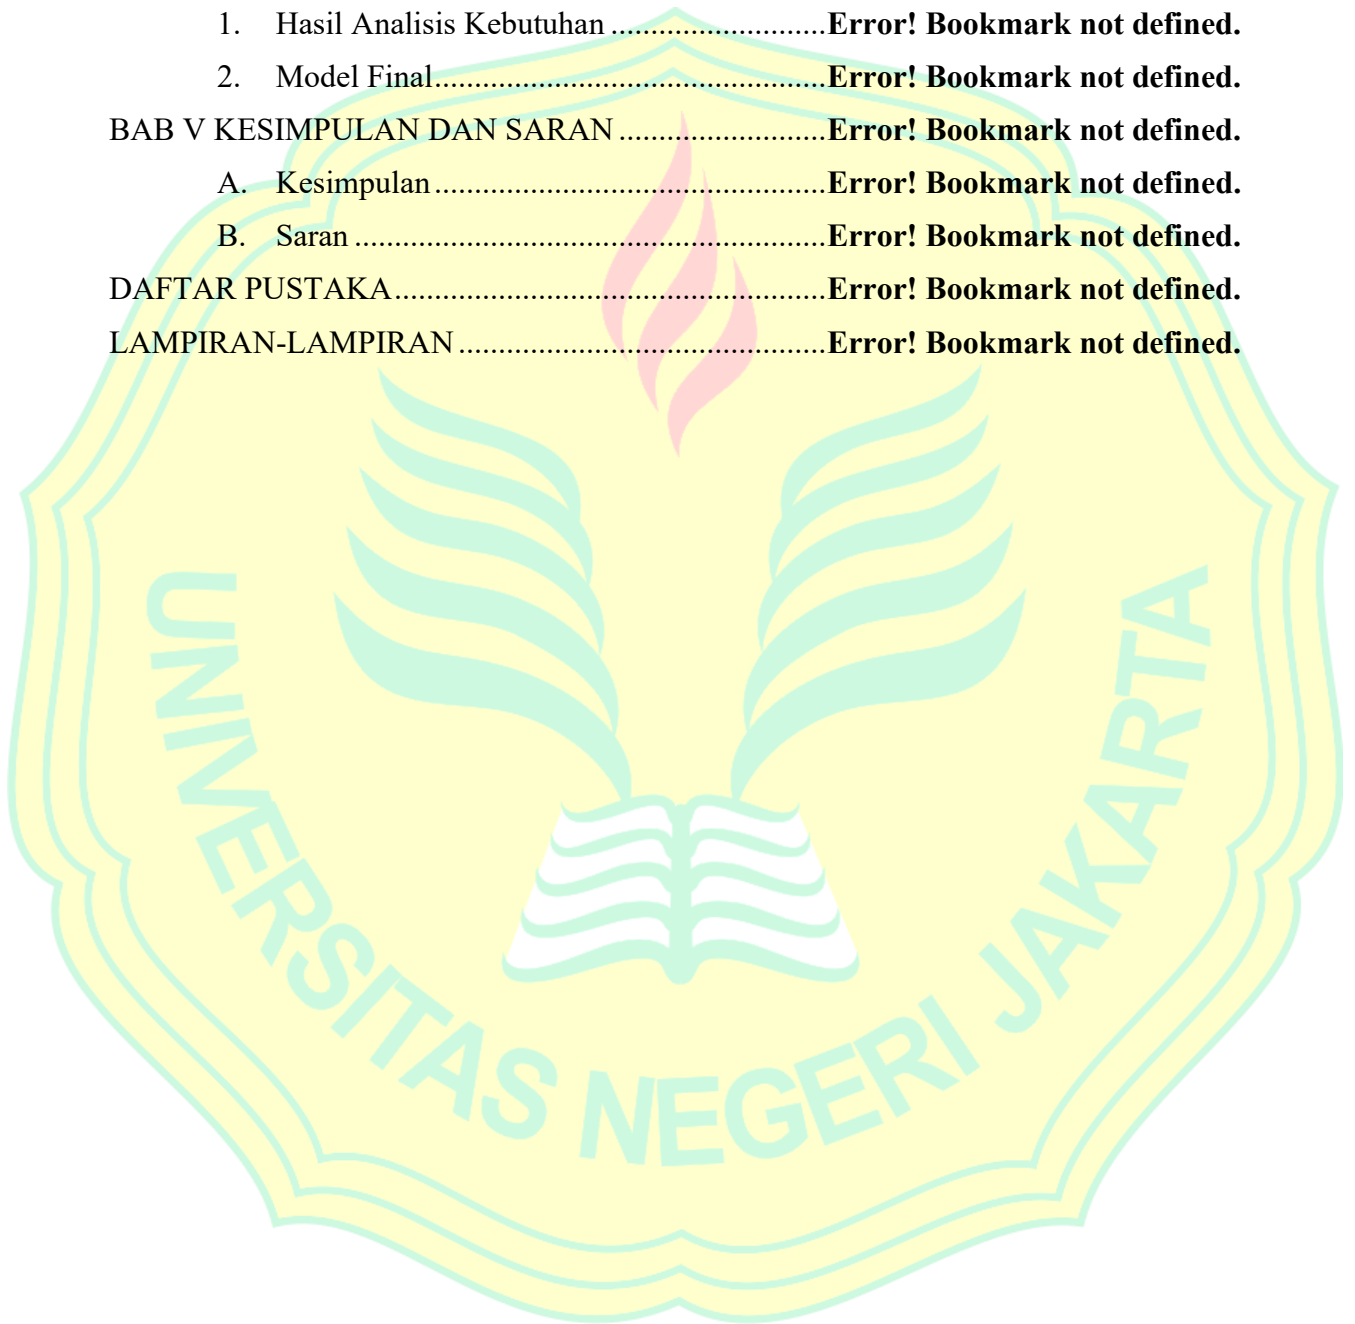 1. Hasil Analisis Kebutuhan ...........................Error! Bookmark not defined.
2. Model Final.................................................Error! Bookmark not defined.
BAB V KESIMPULAN DAN SARAN ..........................Error! Bookmark not defined.
A. Kesimpulan .................................................Error! Bookmark not defined.
B. Saran ...........................................................Error! Bookmark not defined.
DAFTAR PUSTAKA......................................................Error! Bookmark not defined.
LAMPIRAN-LAMPIRAN ..............................................Error! Bookmark not defined.
UNIVERSITAS NEGERI JAKARTA